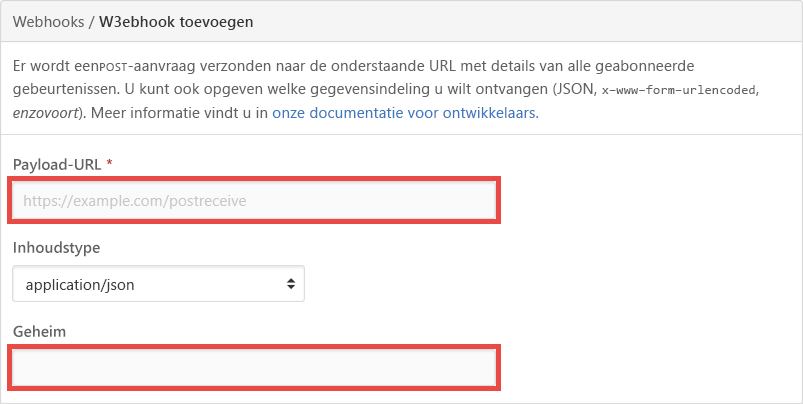 Webhooks / W3ebhook toevoegen
Er wordt eenPOST-aanvraag verzonden naar de onderstaande URL met details van alle geabonneerde
gebeurtenissen. U kunt ook opgeven welke gegevensindeling u wilt ontvangen (JSON, x-www-form-urlencoded,
enzovoort). Meer informatie vindt u in onze documentatie voor ontwikkelaars.
Payload-URL *
https://example.com/postreceive
Inhoudstype
application/json
Geheim